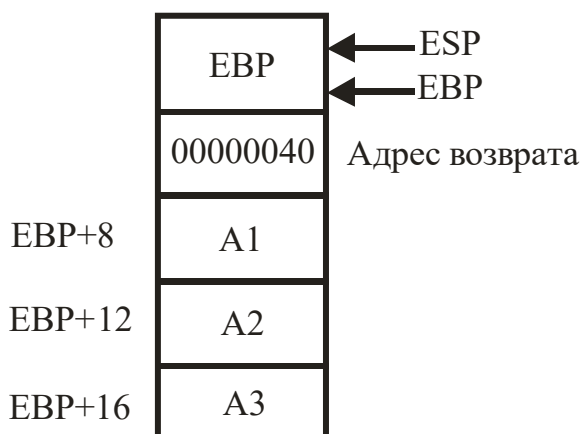 EBP
ESP
EBP
00000040 Адрес возврата
EBP+8 A1
EBP+12 A2
EBP+16 A3